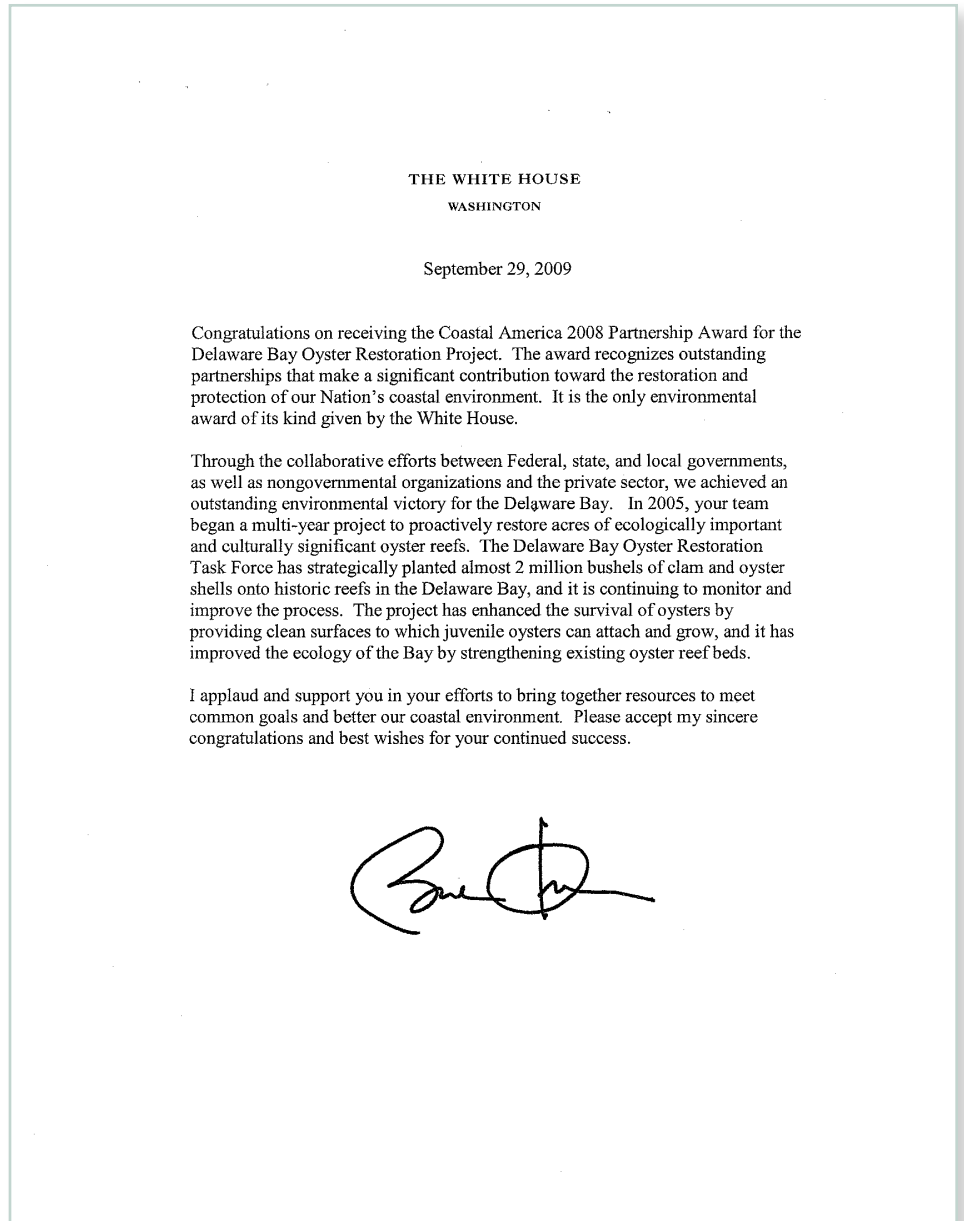 THE WHITE HOUSE
WASHINGTON
September 29, 2009
Congratulations on receiving the Coastal America 2008 Partnership Award for the
Delaware Bay Oyster Restoration Project. The award recognizes outstanding
partnerships that make a significant contribution toward the restoration and
protection of our Nation's coastal environment. It is the only environmental
award of its kind given by the White House.
Through the collaborative efforts between Federal, state, and local governments,
as well as nongovernmental organizations and the private sector, we achieved an
outstanding environmental victory for the Delaware Bay. In 2005, your team
began a multi-year project to proactively restore acres of ecologically important
and culturally significant oyster reefs. The Delaware Bay Oyster Restoration
Task Force has strategically planted almost 2 million bushels of clam and oyster
shells onto historic reefs in the Delaware Bay, and it is continuing to monitor and
improve the process. The project has enhanced the survival of oysters by
providing clean surfaces to which juvenile oysters can attach and grow, and it has
improved the ecology of the Bay by strengthening existing oyster reef beds.
I applaud and support you in your efforts to bring together resources to meet
common goals and better our coastal environment. Please accept my sincere
congratulations and best wishes for your continued success.